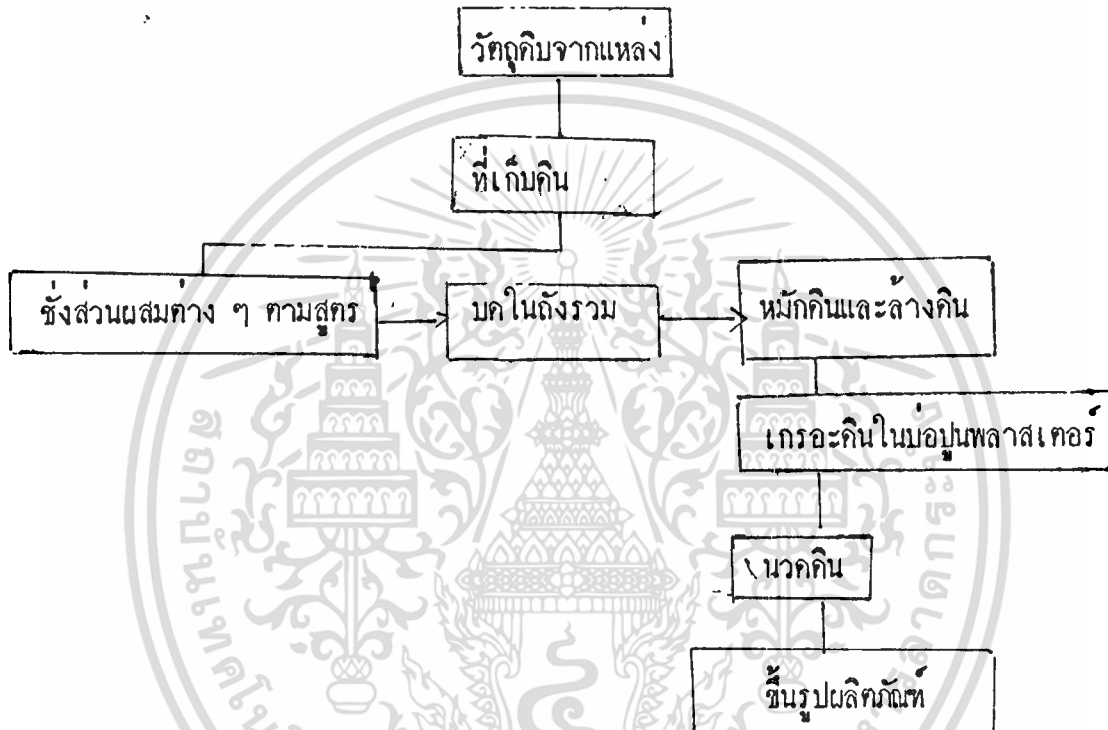 วัตถุดิบจากแหล่ง
ที่เก็บดิน
ชั่งส่วนผสมต่าง ๆ ตามสูตร
บดในถังรวม
หมักดินและล้างดิน
เกรอะดินในบ่อปูนพลาสเตอร์
นวดดิน
ขึ้นรูปผลิตภัณฑ์